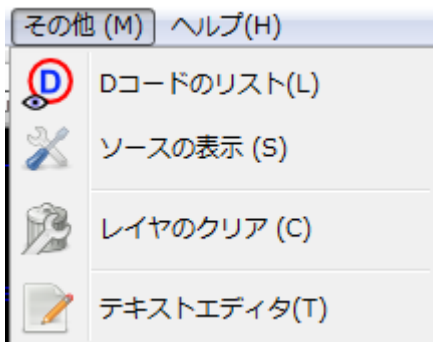 その他 (M) ヘルプ(H)
Dコードのリスト(L)
ソースの表示 (S)
レイヤのクリア (C)
テキストエディタ(T)